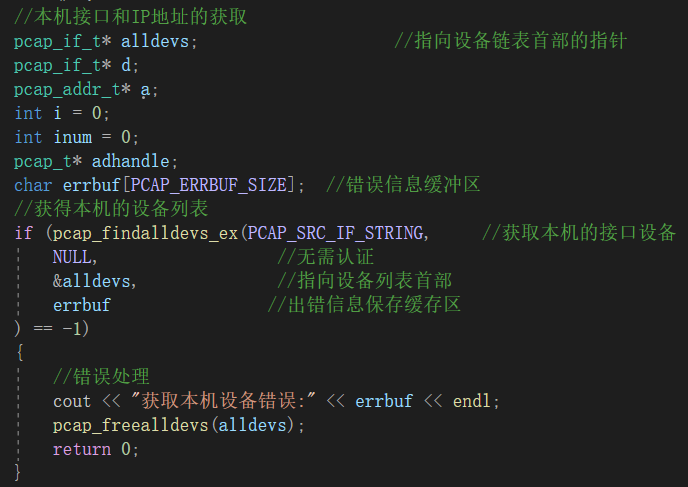 //本机接口和IP地址的获取
pcap_if_t* alldevs; //指向设备链表首部的指针
pcap_if_t* d;
pcap_addr_t* a;
int i = 0;
int inum = 0;
pcap_t* adhandle;
char errbuf[PCAP_ERRBUF_SIZE]; //错误信息缓冲区
//获得本机的设备列表
if (pcap_findalldevs_ex(PCAP_SRC_IF_STRING, //获取本机的接口设备
NULL, //无需认证
&alldevs, //指向设备列表首部
errbuf //出错信息保存缓存区
) == -1)
{
//错误处理
cout << "获取本机设备错误:" << errbuf << endl;
pcap_freealldevs(alldevs);
return 0;
}